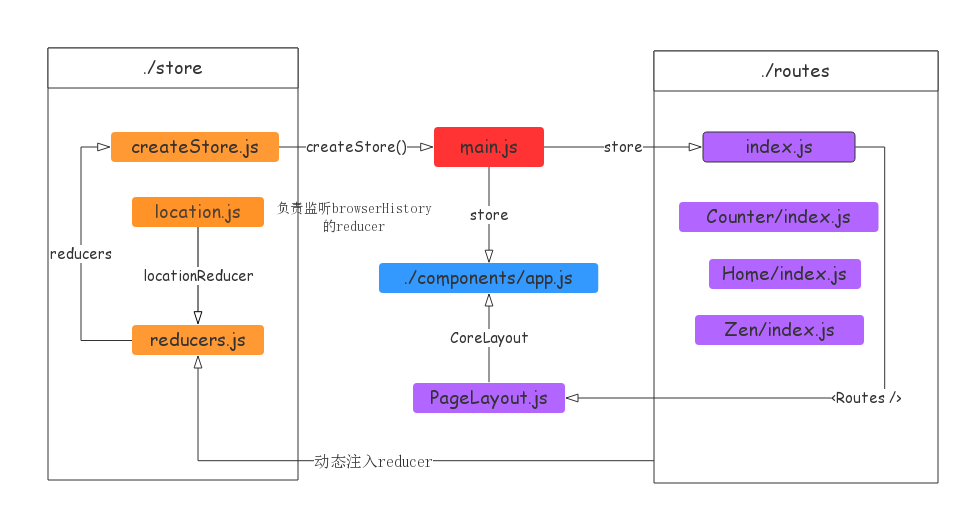 ./store
./routes
createStore.js
createStore()
main.js
store
index.js
location.js
负责监听browserHistory
的reducer
store
Counter/index.js
reducers
locationReducer
./components/app.js
Home/index.js
reducers.js
CoreLayout
Zen/index.js
PageLayout.js
<Routes />
动态注入reducer